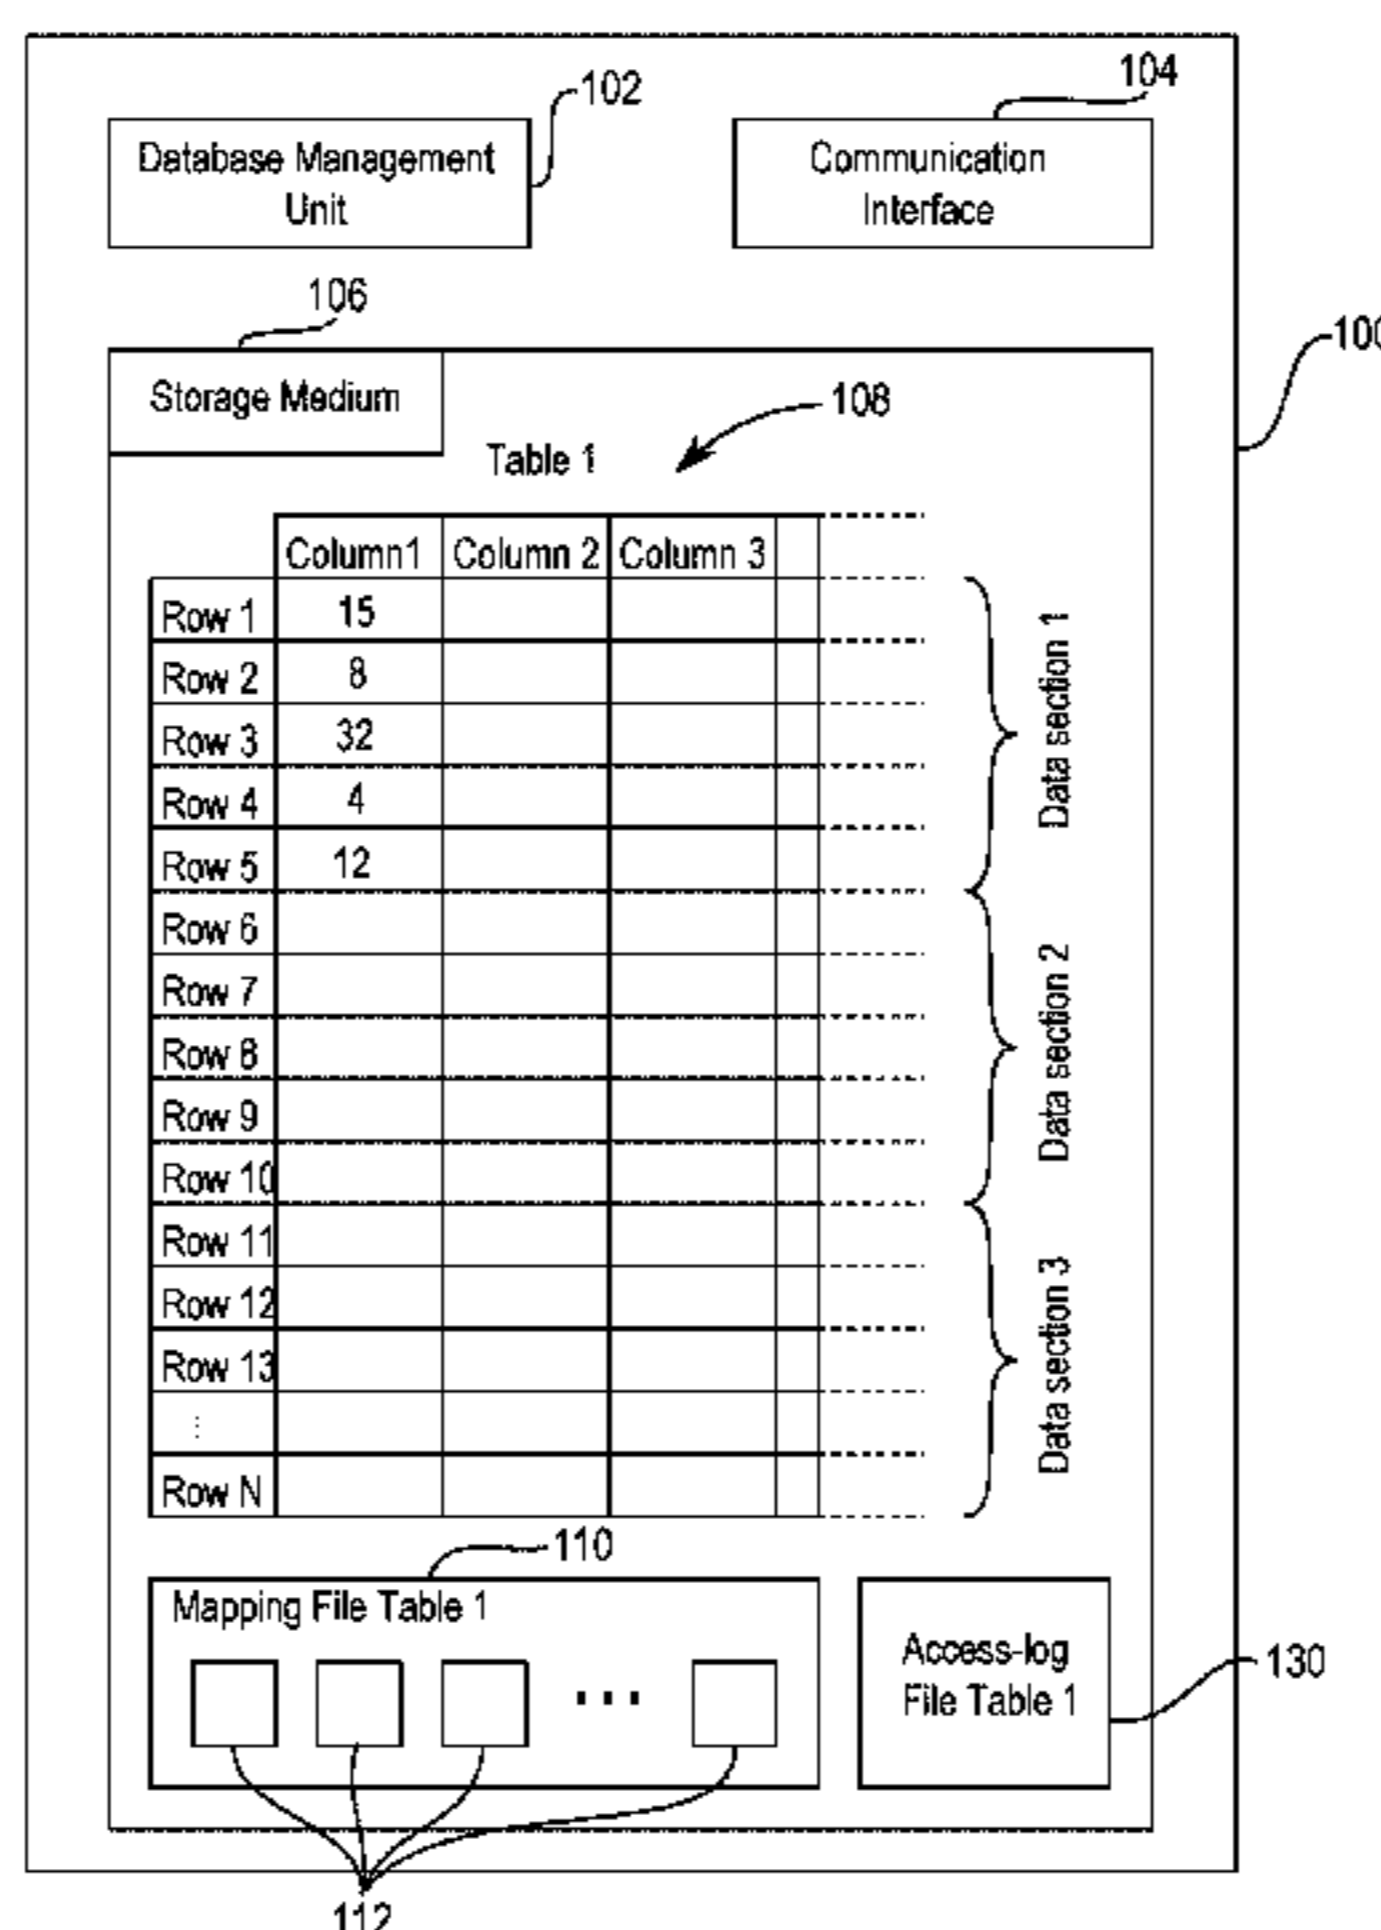 102
104
Database Management
Unit
Communication
Interface
106
100
Storage Medium
108
Table 1
Column1 Column 2 Column 3
Row 1 15
Row 2 8
Row 3 32
Row 4 4
Row 5 12
Data section 1
Row 6
Row 7
Row 8
Row 9
Row 10
Data section 2
Row 11
Row 12
Row 13
⋮
Row N
Data section 3
110
Mapping File Table 1
...
Access-log
File Table 1
130
112